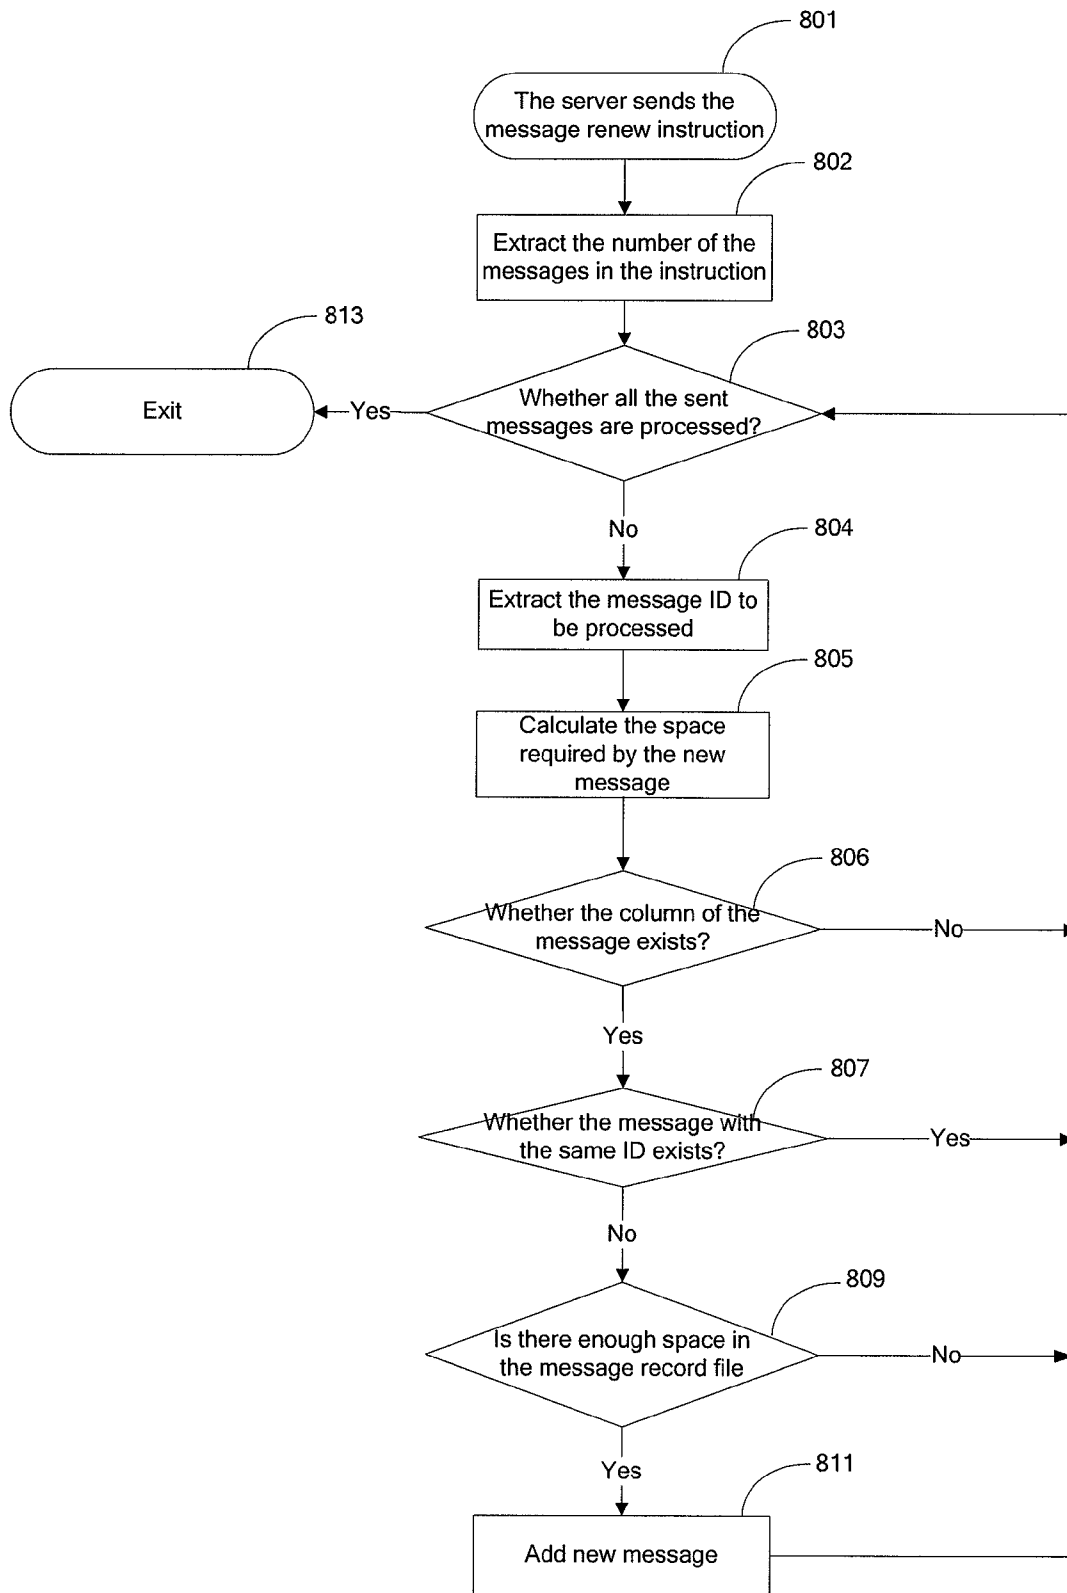 801
The server sends the
message renew instruction
802
Extract the number of the
messages in the instruction
813
803
Exit
Yes
Whether all the sent
messages are processed?
No
804
Extract the message ID to
be processed
805
Calculate the space
required by the new
message
806
Whether the column of the
message exists?
No
Yes
807
Whether the message with
the same ID exists?
Yes
No
809
Is there enough space in
the message record file
No
Yes
811
Add new message